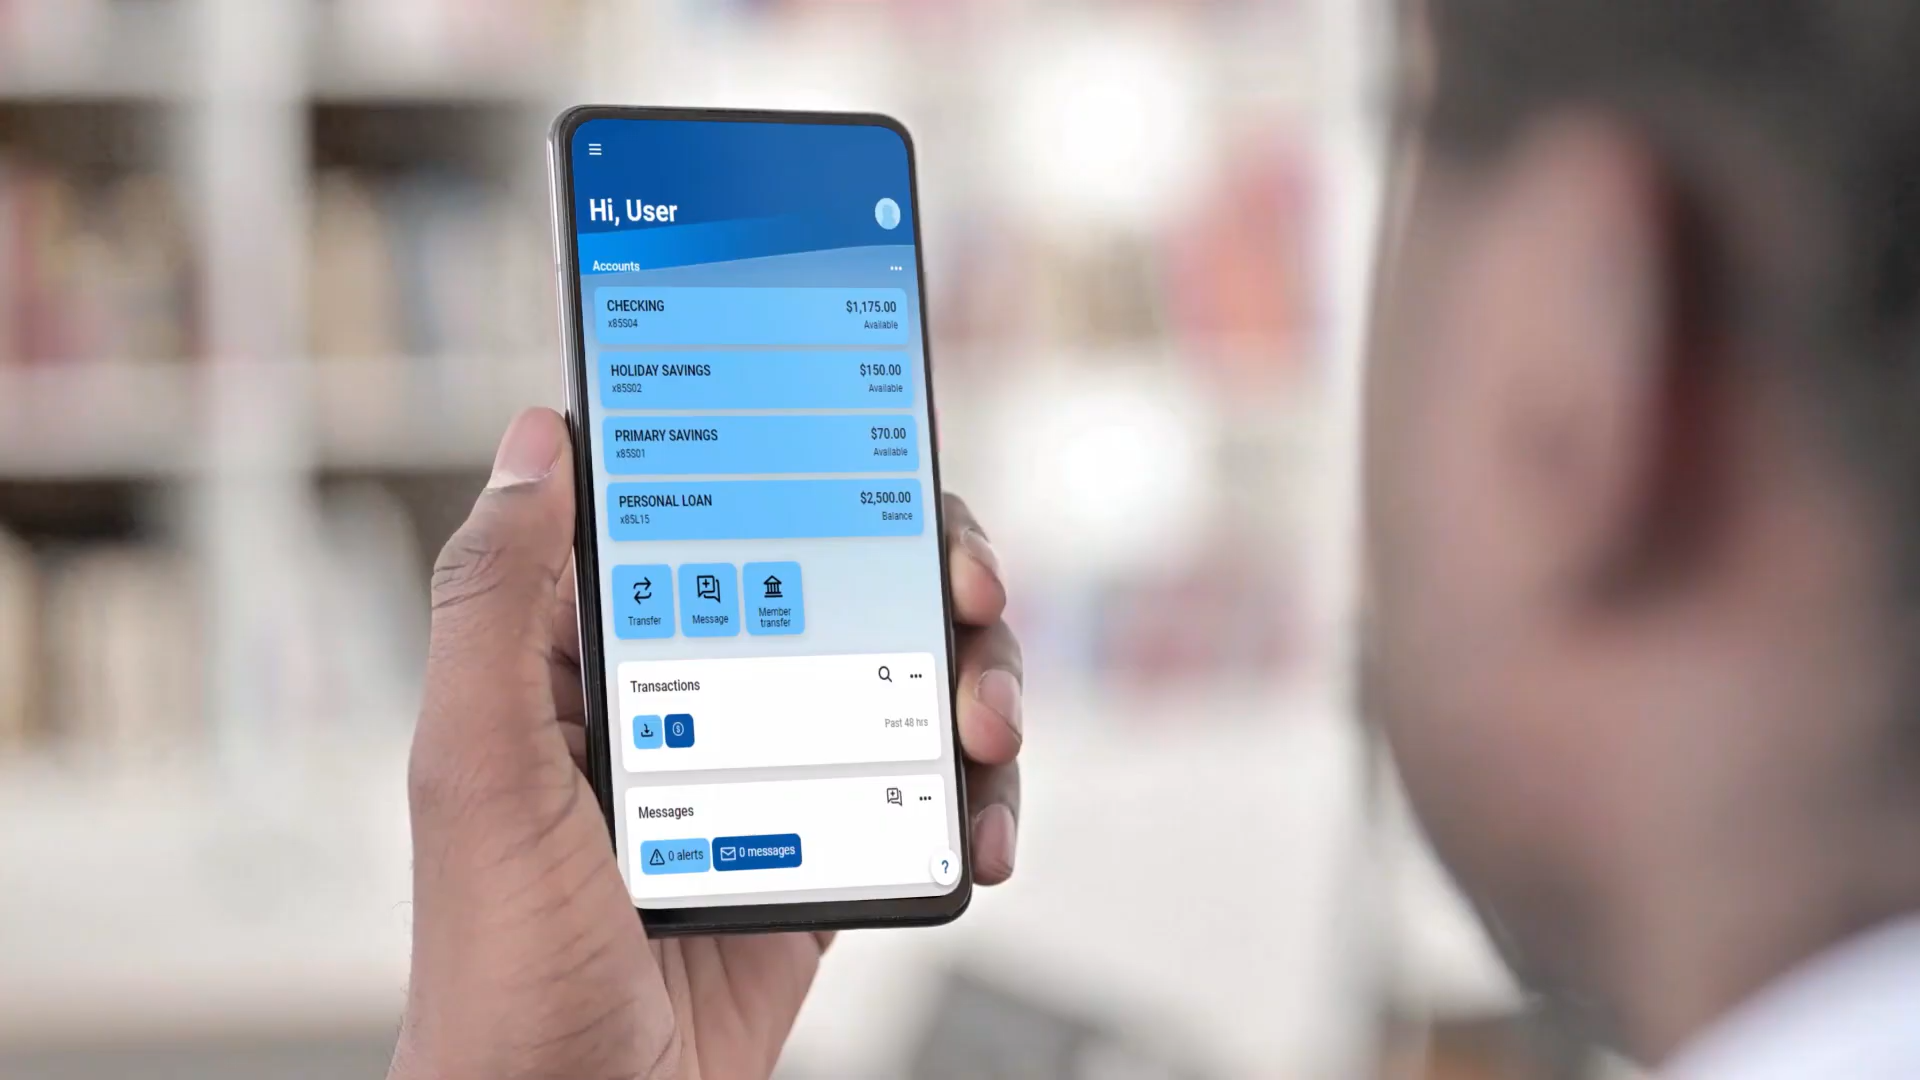 Hi, User
Accounts
CHECKING $1,175.00
x85S04 Available
HOLIDAY SAVINGS $150.00
x85S02 Available
PRIMARY SAVINGS $70.00
x85S01 Available
PERSONAL LOAN $2,500.00
x85L15 Balance
Transfer Message Member
transfer
Transactions
Past 48 hrs
Messages
0 alerts 0 messages
?